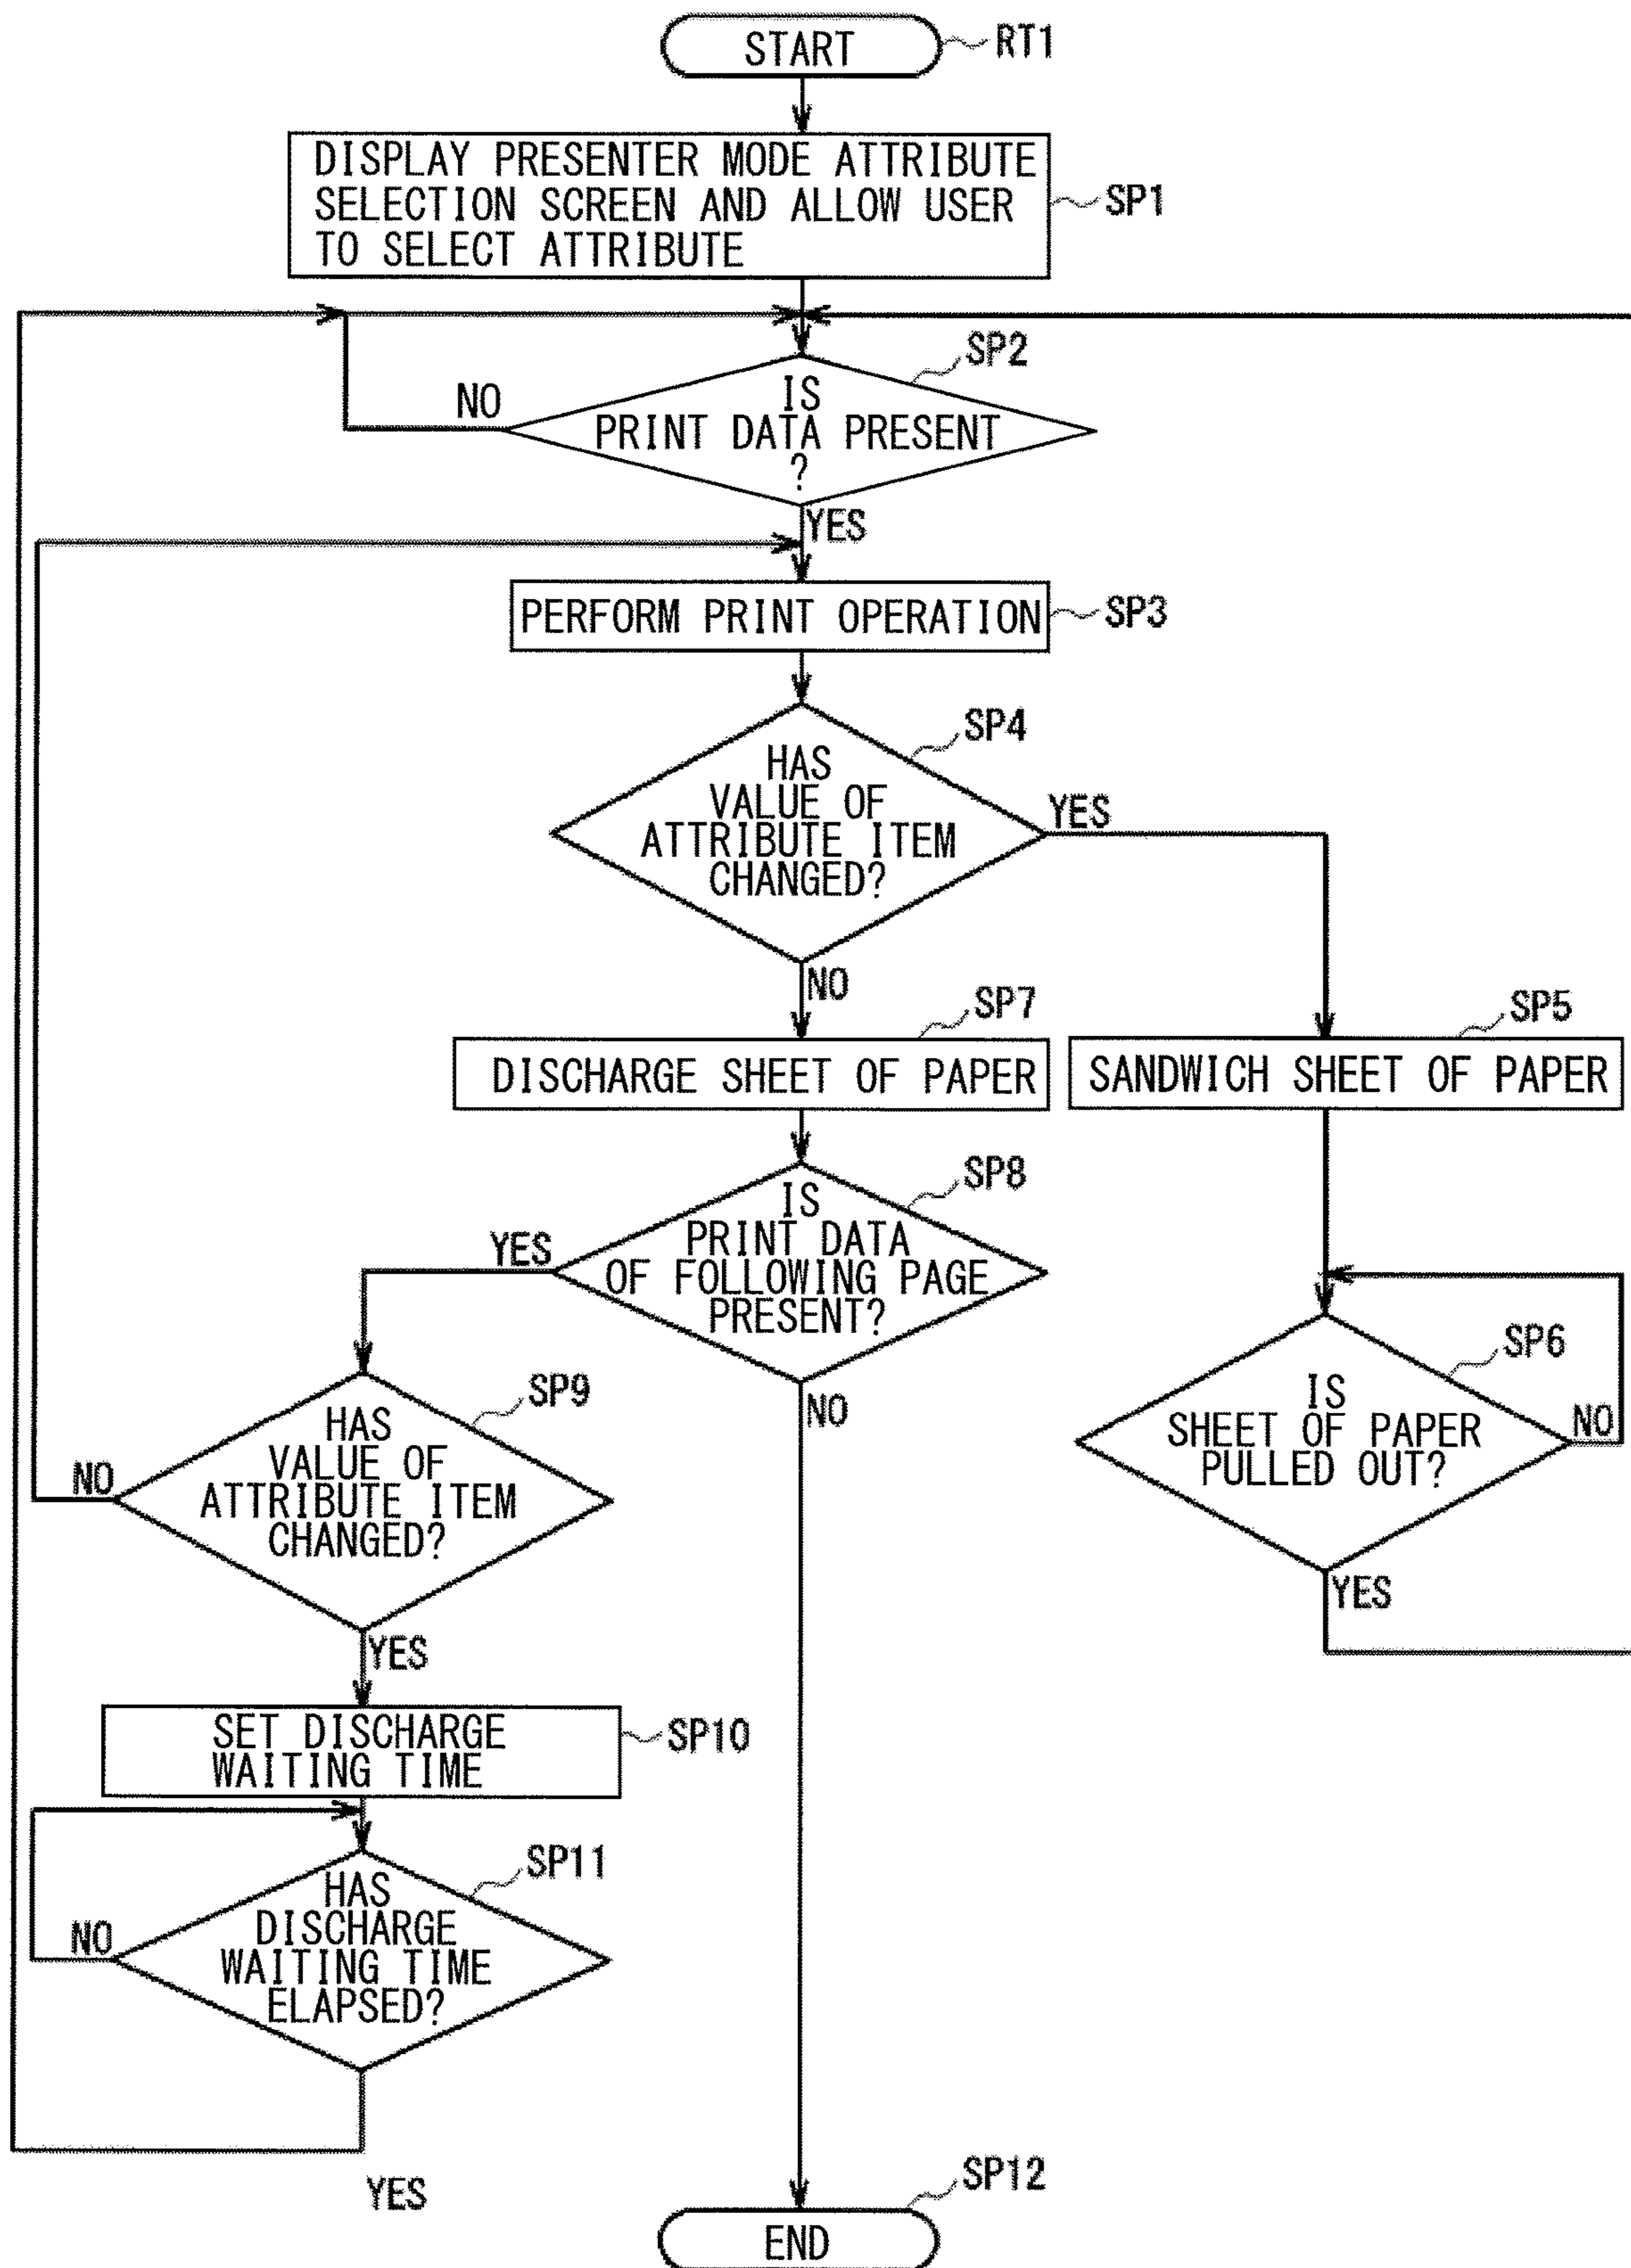 START
RT1
DISPLAY PRESENTER MODE ATTRIBUTE
SELECTION SCREEN AND ALLOW USER
TO SELECT ATTRIBUTE
SP1
SP2
NO
IS
PRINT DATA PRESENT
?
YES
PERFORM PRINT OPERATION
SP3
SP4
HAS
VALUE OF
ATTRIBUTE ITEM
CHANGED?
YES
NO
SP7
DISCHARGE SHEET OF PAPER
SP5
SANDWICH SHEET OF PAPER
SP8
IS
PRINT DATA
OF FOLLOWING PAGE
PRESENT?
YES
NO
SP6
IS
SHEET OF PAPER
PULLED OUT?
NO
YES
SP9
HAS
VALUE OF
ATTRIBUTE ITEM
CHANGED?
NO
YES
SET DISCHARGE
WAITING TIME
SP10
SP11
HAS
DISCHARGE
WAITING TIME
ELAPSED?
NO
YES
SP12
END